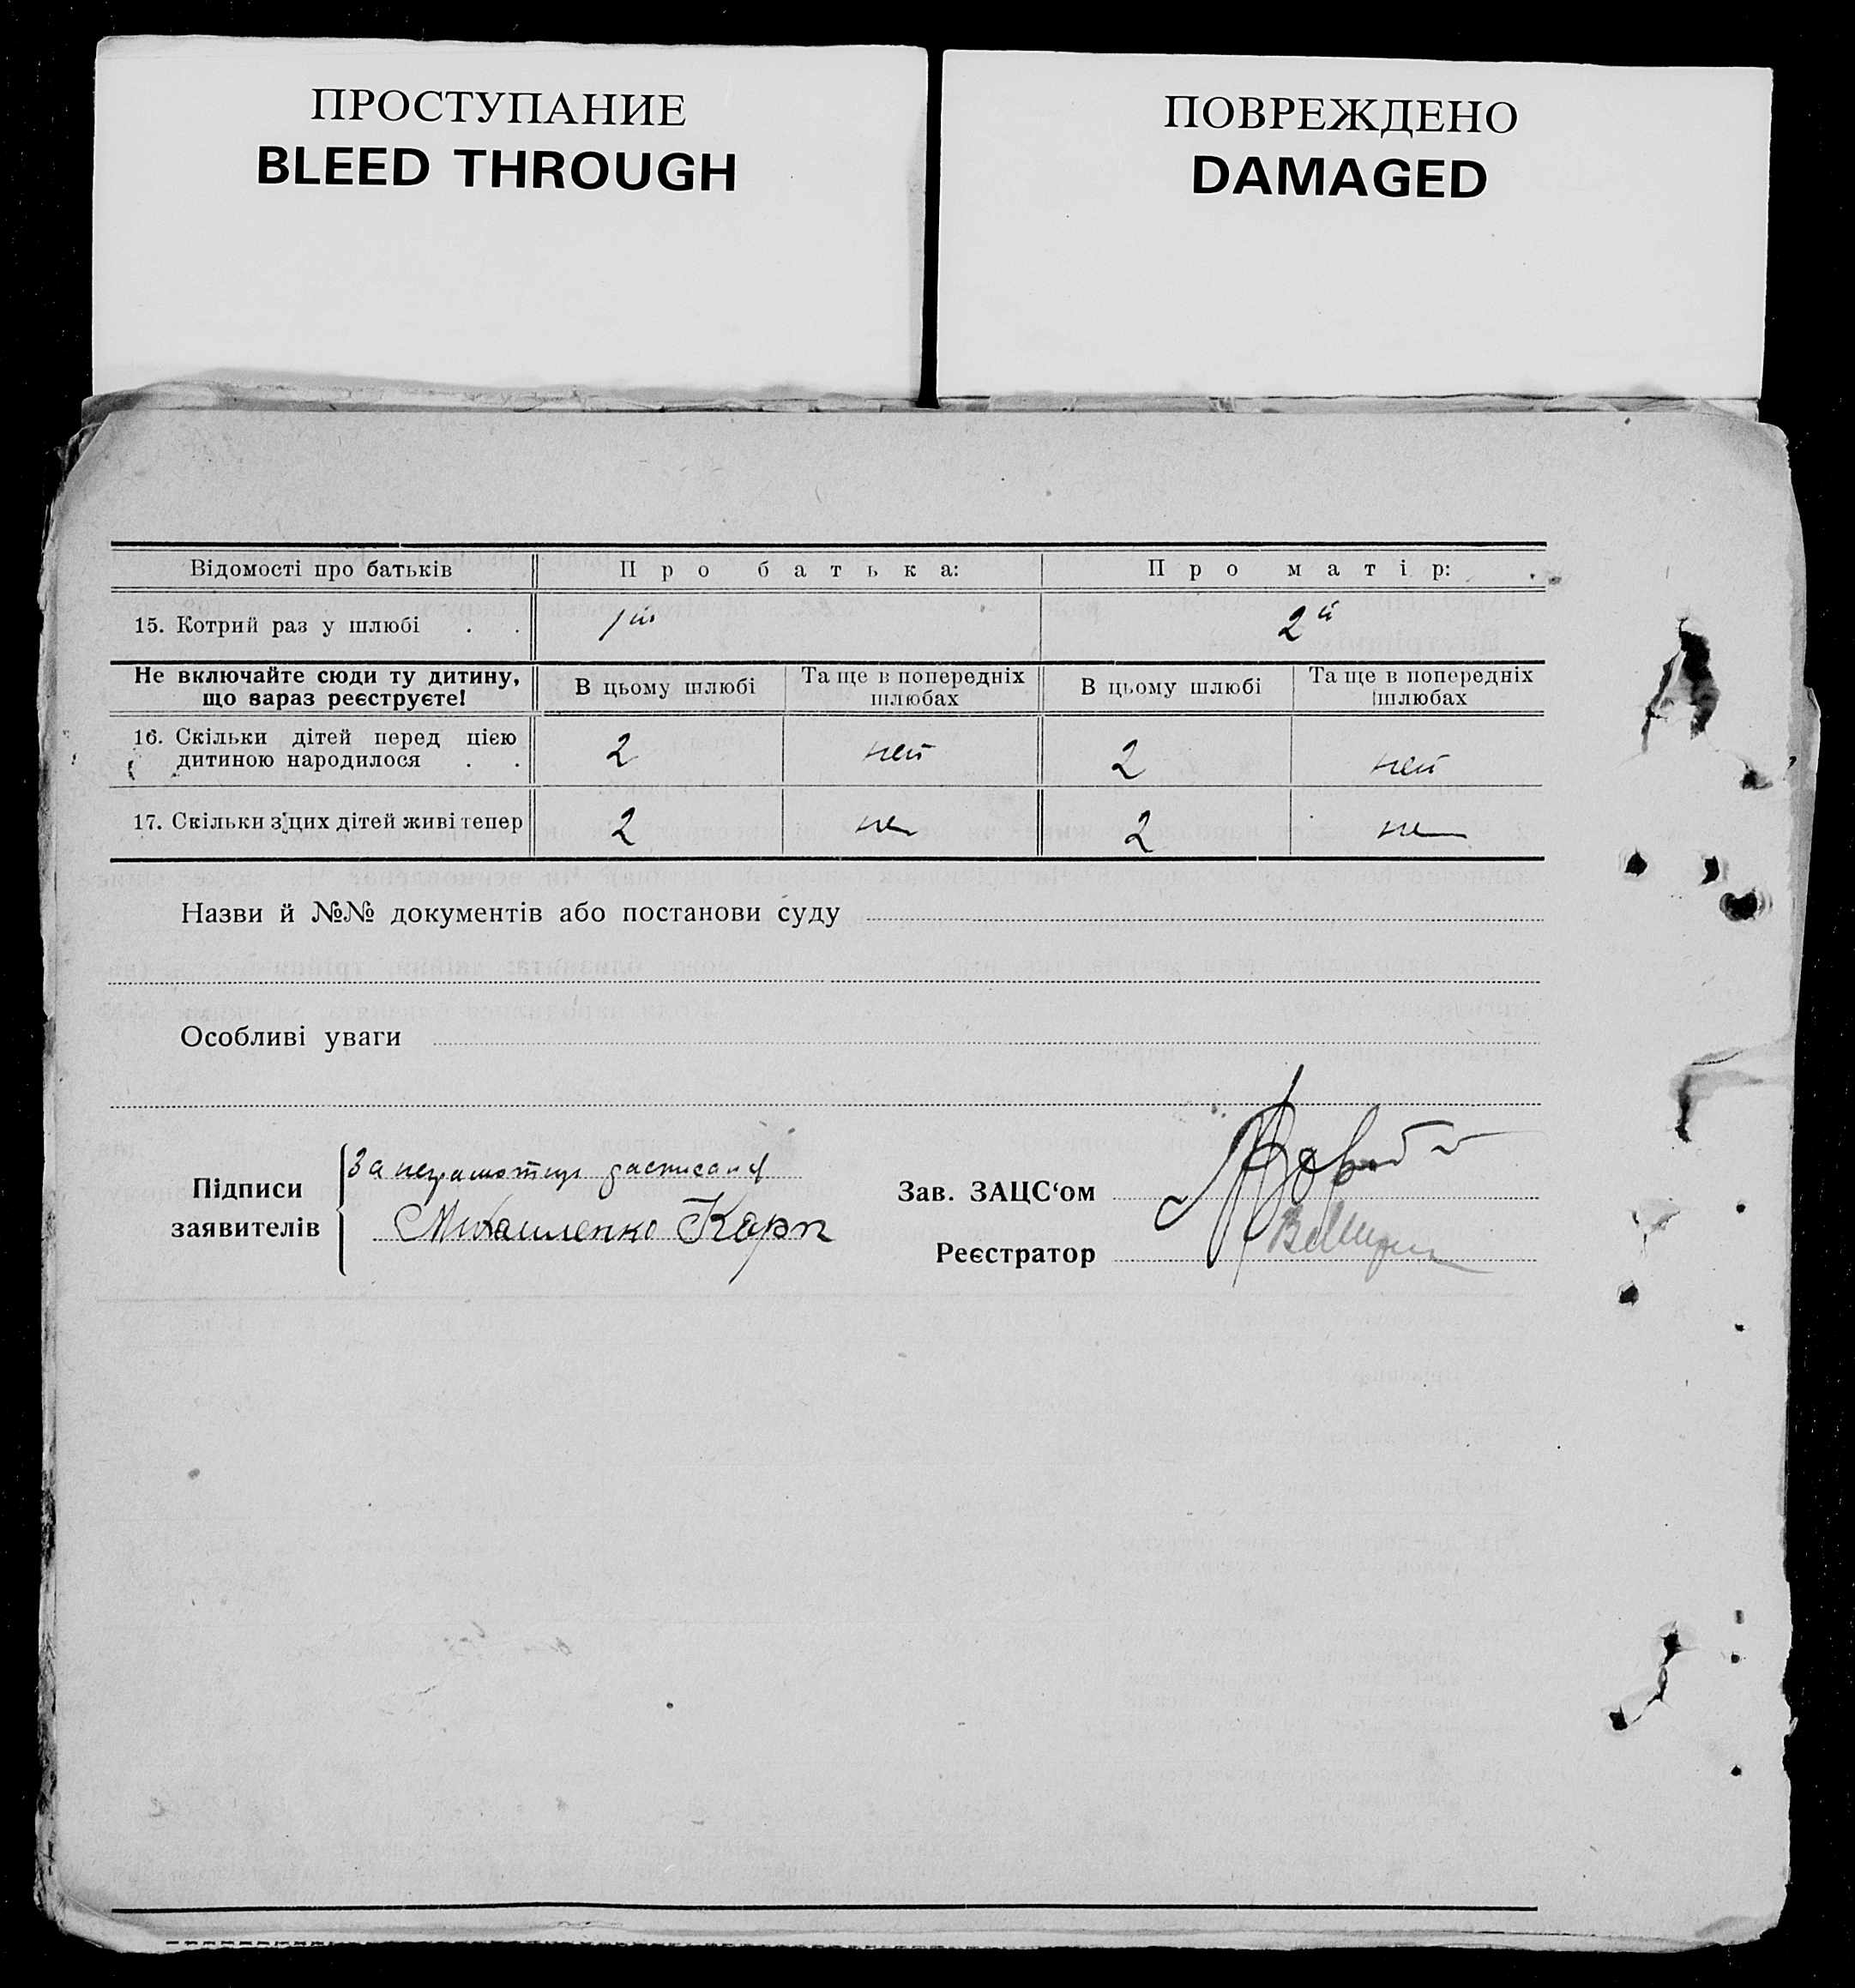 ПРОСТУПАНИЕ
BLEED THROUGH
ПОВРЕЖДЕНО
DAMAGED
Відомості про батьків
Про батька:
Про матір:
15. Котрий раз у шлюбі . .
1й
2й
Не включайте сюди ту дитину,
що зараз реєструєте!
В цьому шлюбі
Та ще в попередніх
шлюбах
В цьому шлюбі
Та ще в попередніх
шлюбах
16. Скільки дітей перед цією
дитиною народилося . .
2
2
17. Скільки з цих дітей живі тепер
2
2
Назви й №№ документів або постанови суду
Особливі уваги
Підписи
заявителів
За
Михайленко Карп
Зав. ЗАЦС‘ом
Реєстратор